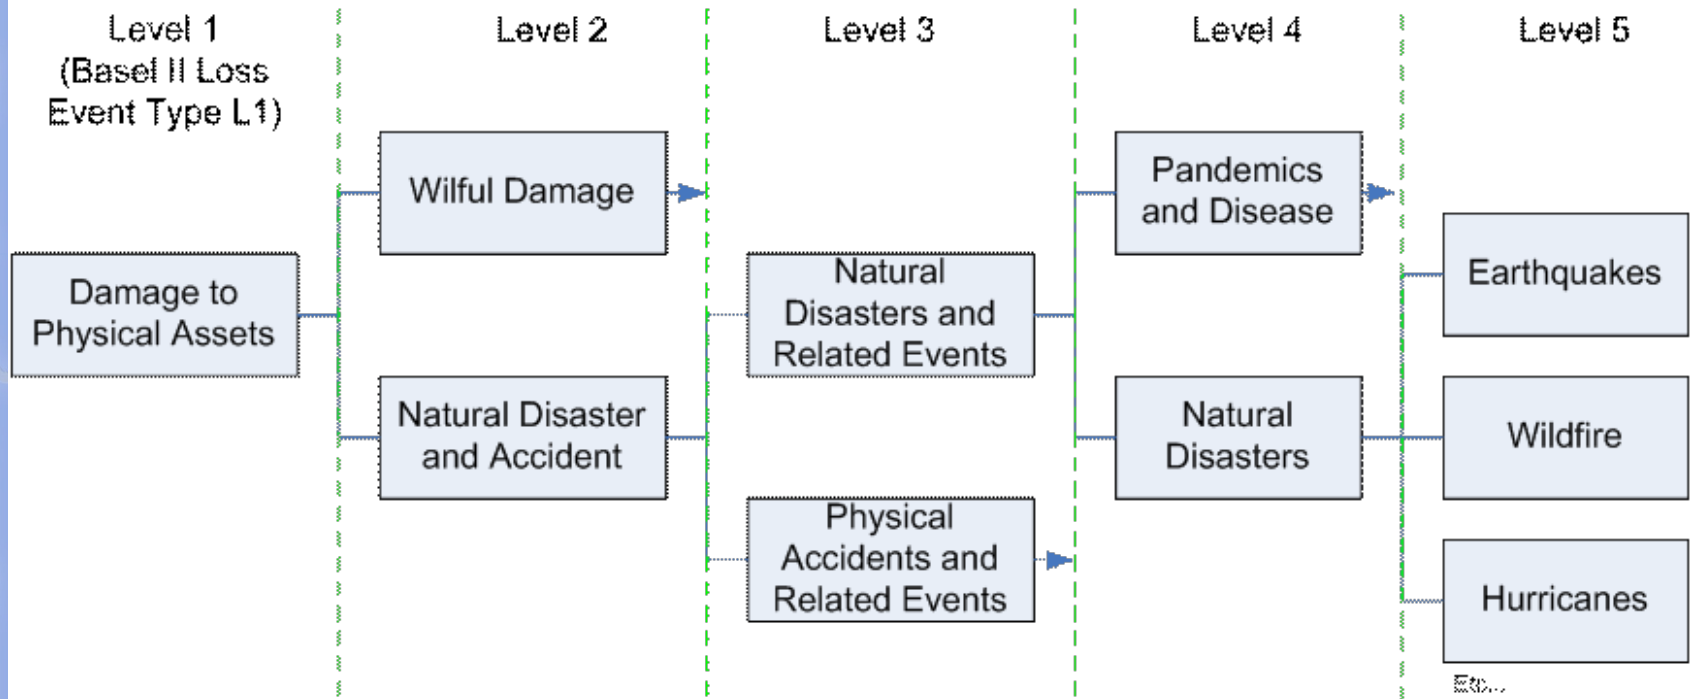 Level 1
(Basel II Loss
Event Type L1)
Level 2
Level 3
Level 4
Level 5
Damage to
Physical Assets
Wilful Damage
Natural Disaster
and Accident
Natural
Disasters and
Related Events
Physical
Accidents and
Related Events
Pandemics
and Disease
Natural
Disasters
Earthquakes
Wildfire
Hurricanes
Etc...